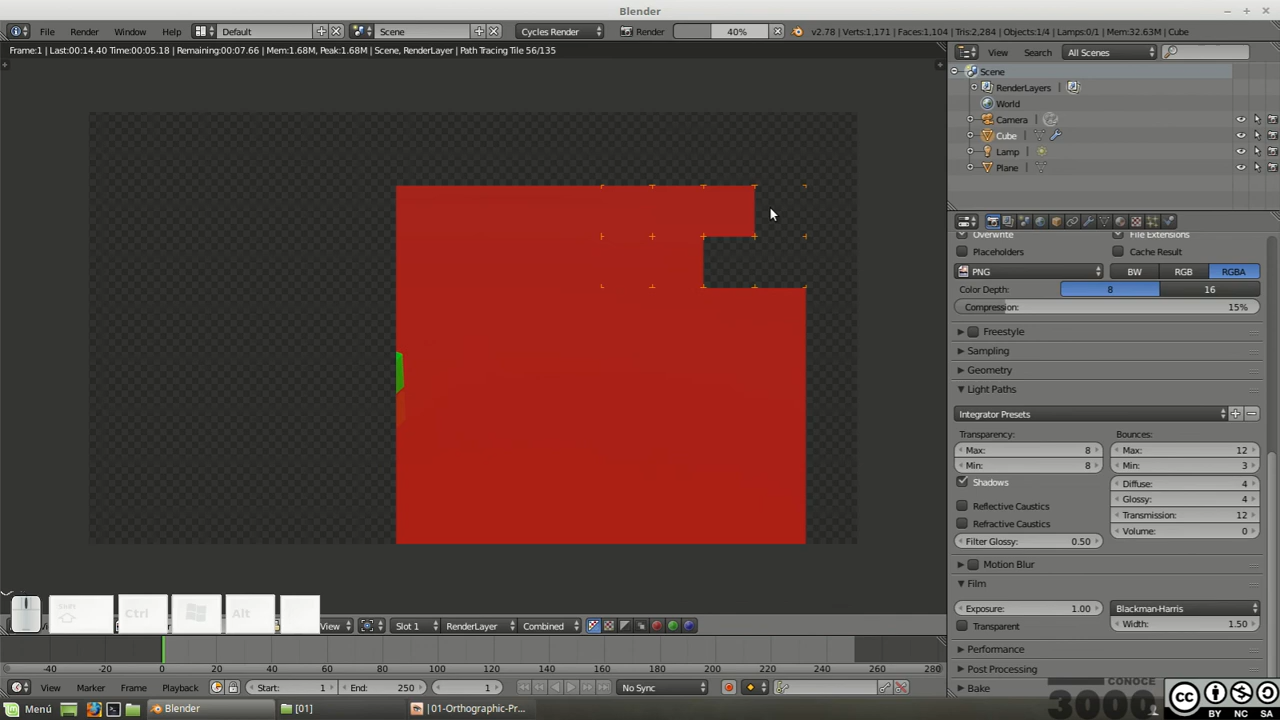 Blender
File Render Window Help Default Scene Cycles Render Render 40% v2.78 | Verts:1,171 | Faces:1,104 | Tris:2,284 | Objects:1/4 | Lamps:0/1 | Mem:32.63M | Cube
Frame:1 | Last:00:14.40 Time:00:05.18 | Remaining:00:07.66 | Mem:1.68M, Peak:1.68M | Scene, RenderLayer | Path Tracing Tile 56/135
View Search All Scenes
Scene
RenderLayers
World
Camera
Cube
Lamp
Plane
Overwrite File Extensions
Placeholders Cache Result
PNG BW RGB RGBA
Color Depth: 8 16
Compression: 15%
Freestyle
Sampling
Geometry
Light Paths
Integrator Presets
Transparency: Bounces:
Max: 8 Max: 12
Min: 8 Min: 3
Shadows Diffuse: 4
Glossy: 4
Reflective Caustics Transmission: 12
Refractive Caustics Volume: 0
Filter Glossy: 0.50
Motion Blur
Film
Exposure: 1.00 Blackman-Harris
Transparent Width: 1.50
Performance
Post Processing
Bake
Shift Ctrl Alt
View Slot 1 RenderLayer Combined
-40 -20 0 20 40 60 80 100 120 140 160 180 200 220 240 260 280
View Marker Frame Playback Start: 1 End: 250 1 No Sync
CONOCE
3000
Menú Blender [01] 01-Orthographic-Pr...
cc BY NC SA